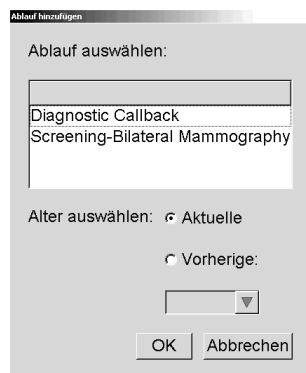 Ablauf hinzufügen
Ablauf auswählen:
Diagnostic Callback
Screening-Bilateral Mammography
Alter auswählen: Aktuelle
Vorherige:
OK Abbrechen